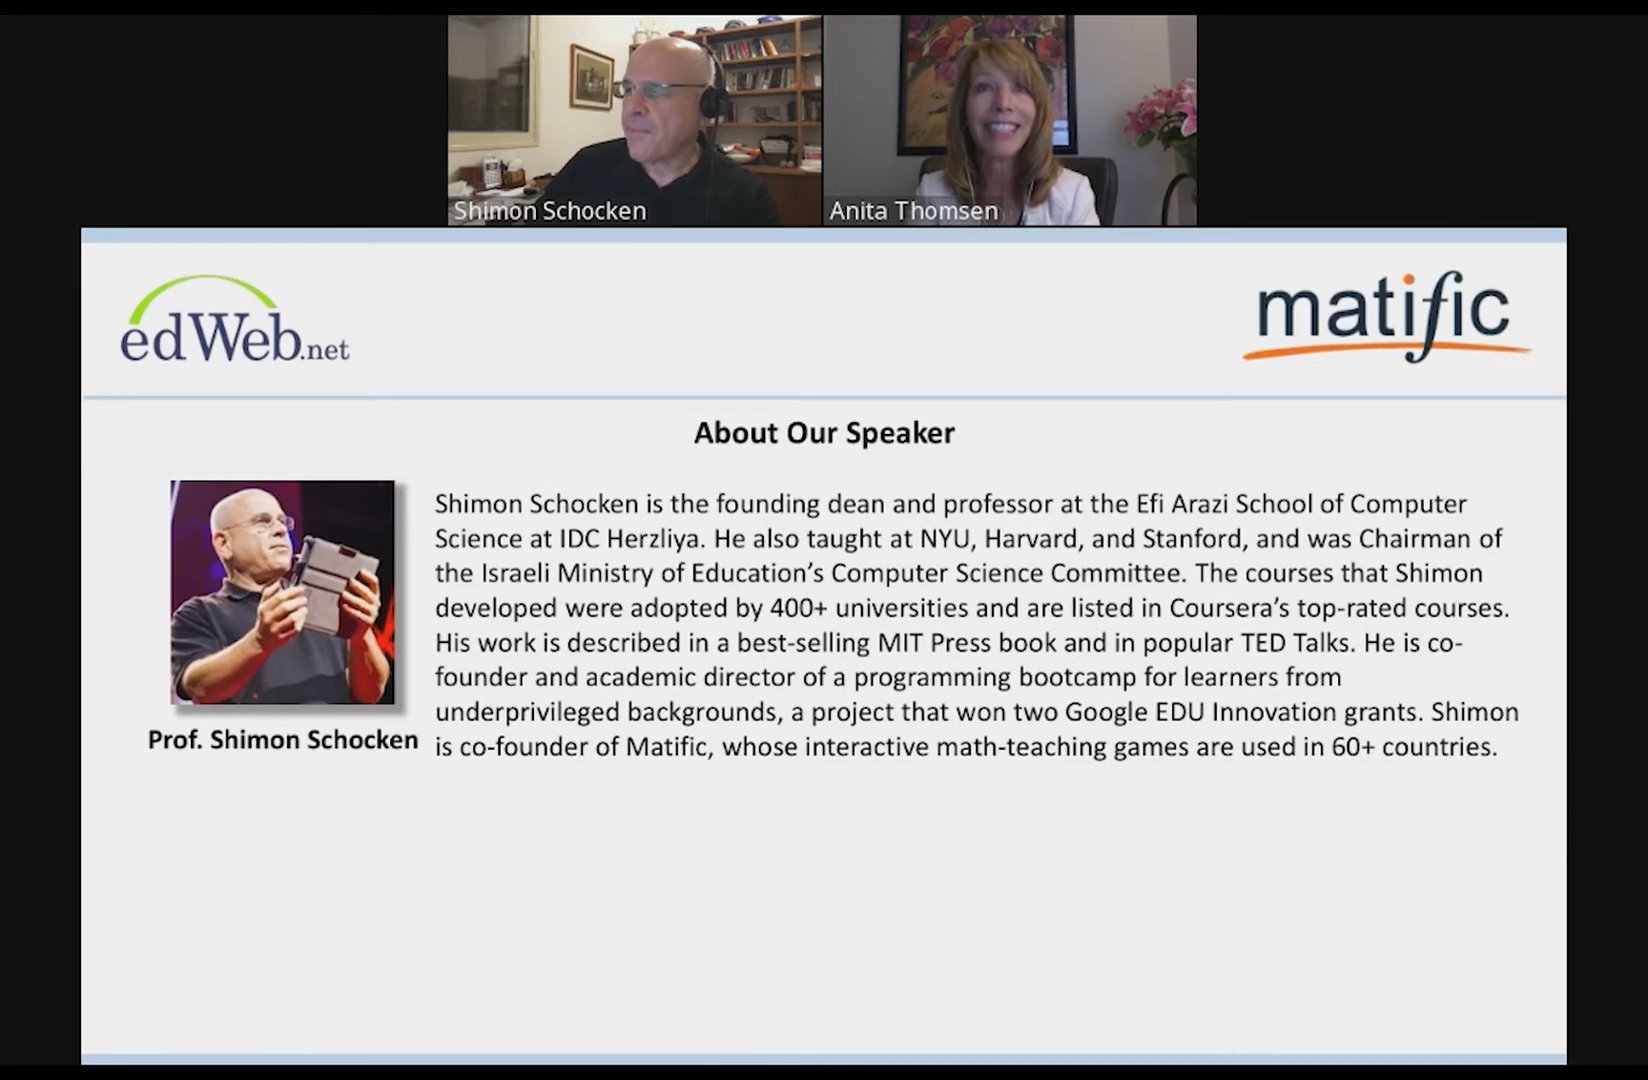 Shimon Schocken
Anita Thomsen
edWeb.net
matific
About Our Speaker
Shimon Schocken is the founding dean and professor at the Efi Arazi School of Computer
Science at IDC Herzliya. He also taught at NYU, Harvard, and Stanford, and was Chairman of
the Israeli Ministry of Education’s Computer Science Committee. The courses that Shimon
developed were adopted by 400+ universities and are listed in Coursera’s top-rated courses.
His work is described in a best-selling MIT Press book and in popular TED Talks. He is co-
founder and academic director of a programming bootcamp for learners from
underprivileged backgrounds, a project that won two Google EDU Innovation grants. Shimon
is co-founder of Matific, whose interactive math-teaching games are used in 60+ countries.
Prof. Shimon Schocken